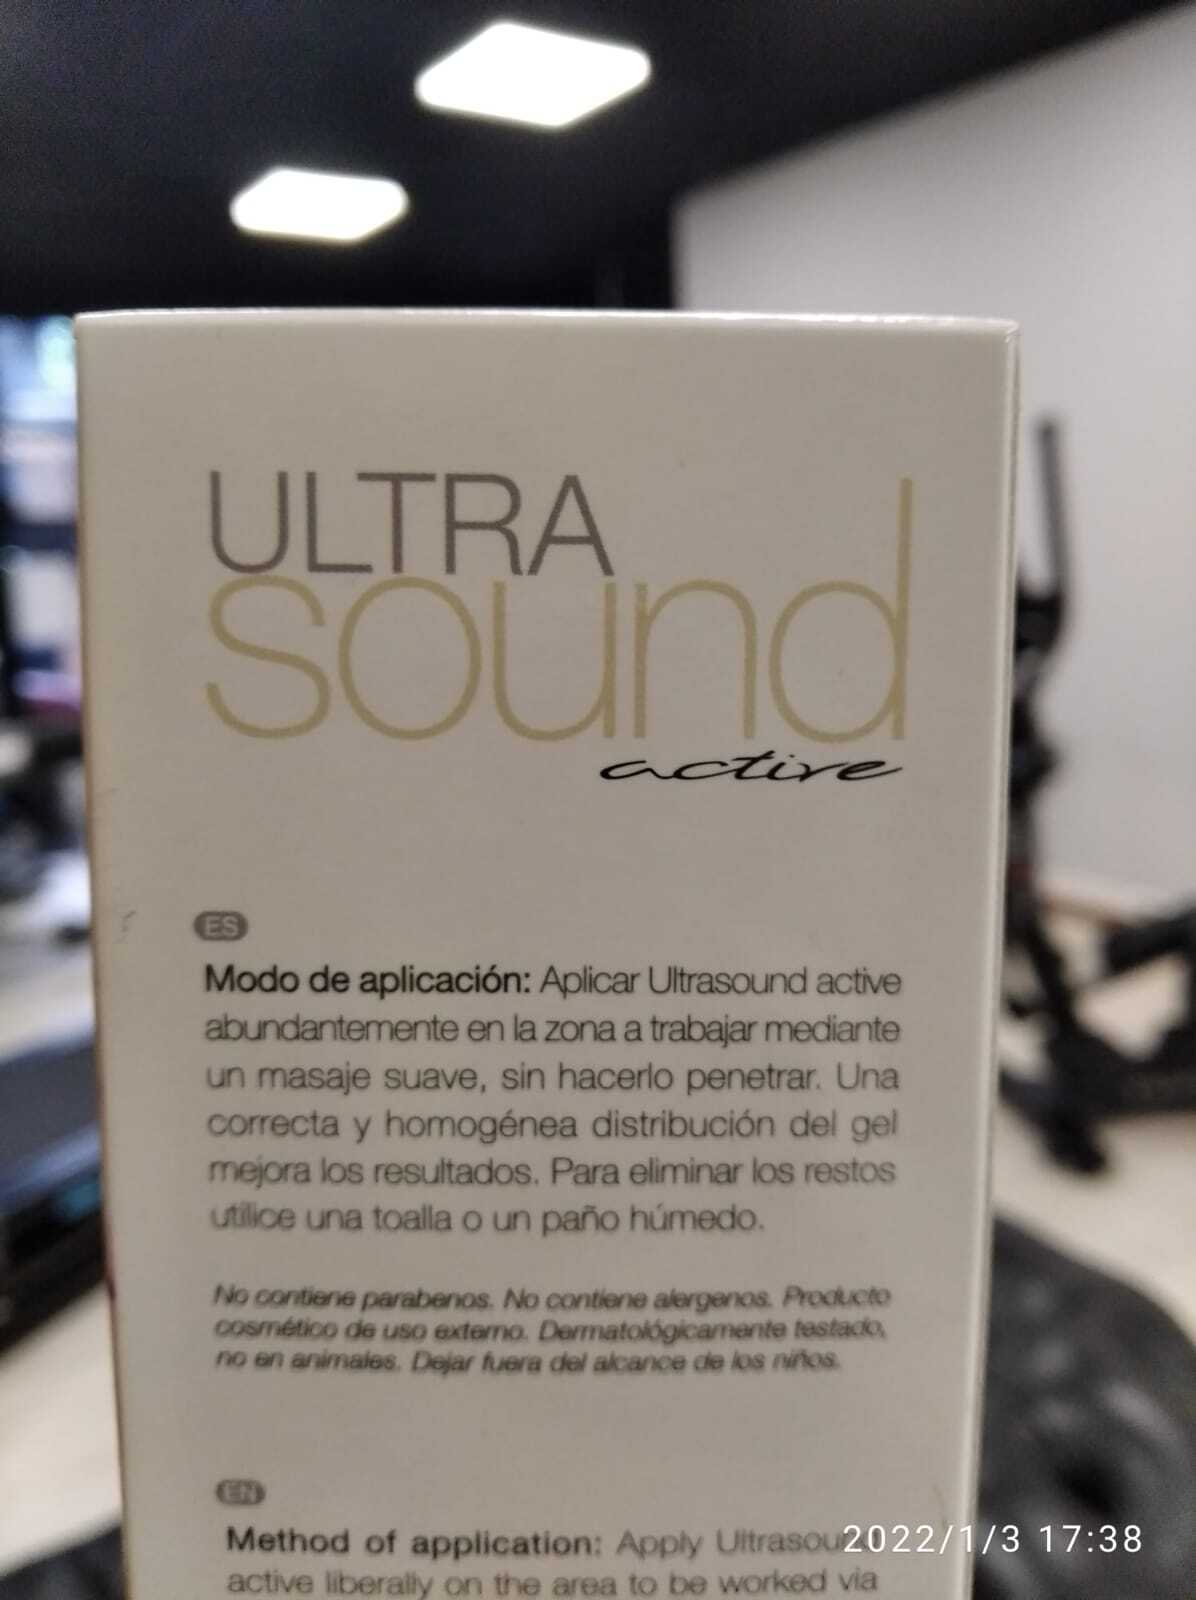 ULTRA
sound
active
ES
Modo de aplicación: Aplicar Ultrasound active
abundantemente en la zona a trabajar mediante
un masaje suave, sin hacerlo penetrar. Una
correcta y homogénea distribución del gel
mejora los resultados. Para eliminar los restos
utilice una toalla o un paño húmedo.
No contiene parabenos. No contiene alergenos. Producto
cosmético de uso externo. Dermatológicamente testado,
no en animales. Dejar fuera del alcance de los niños.
EN
Method of application: Apply Ultrasou
2022/1/3 17:38
active liberally on the area to be worked via